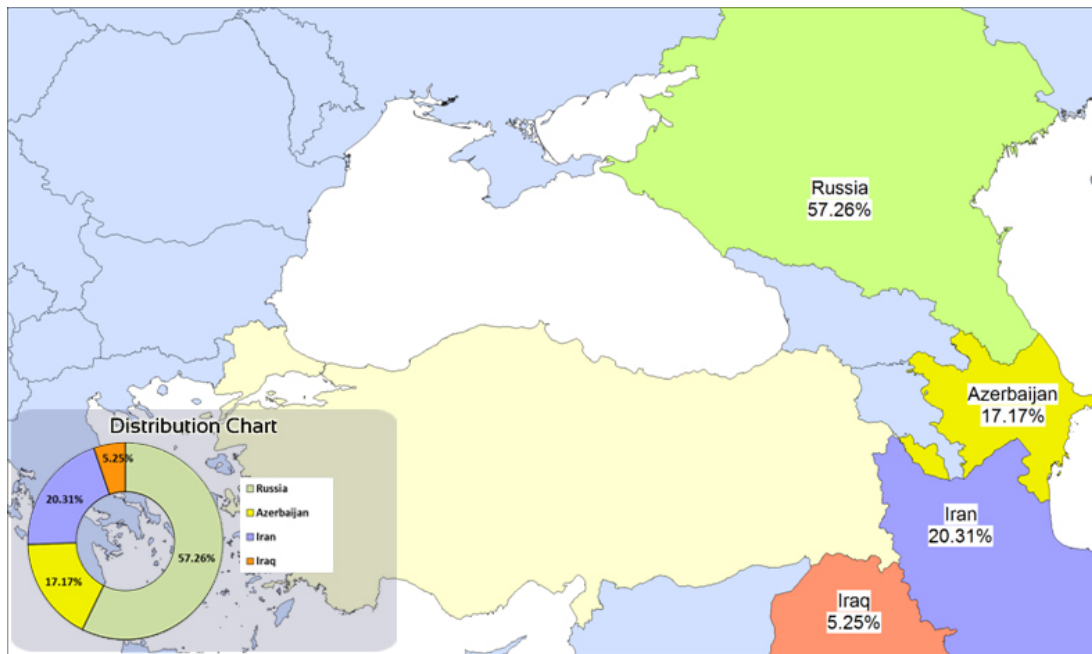 Russia
57.26%
Azerbaijan
17.17%
Iran
20.31%
Iraq
5.25%
Distribution Chart
5.25%
20.31%
57.26%
17.17%
Russia
Azerbaijan
Iran
Iraq